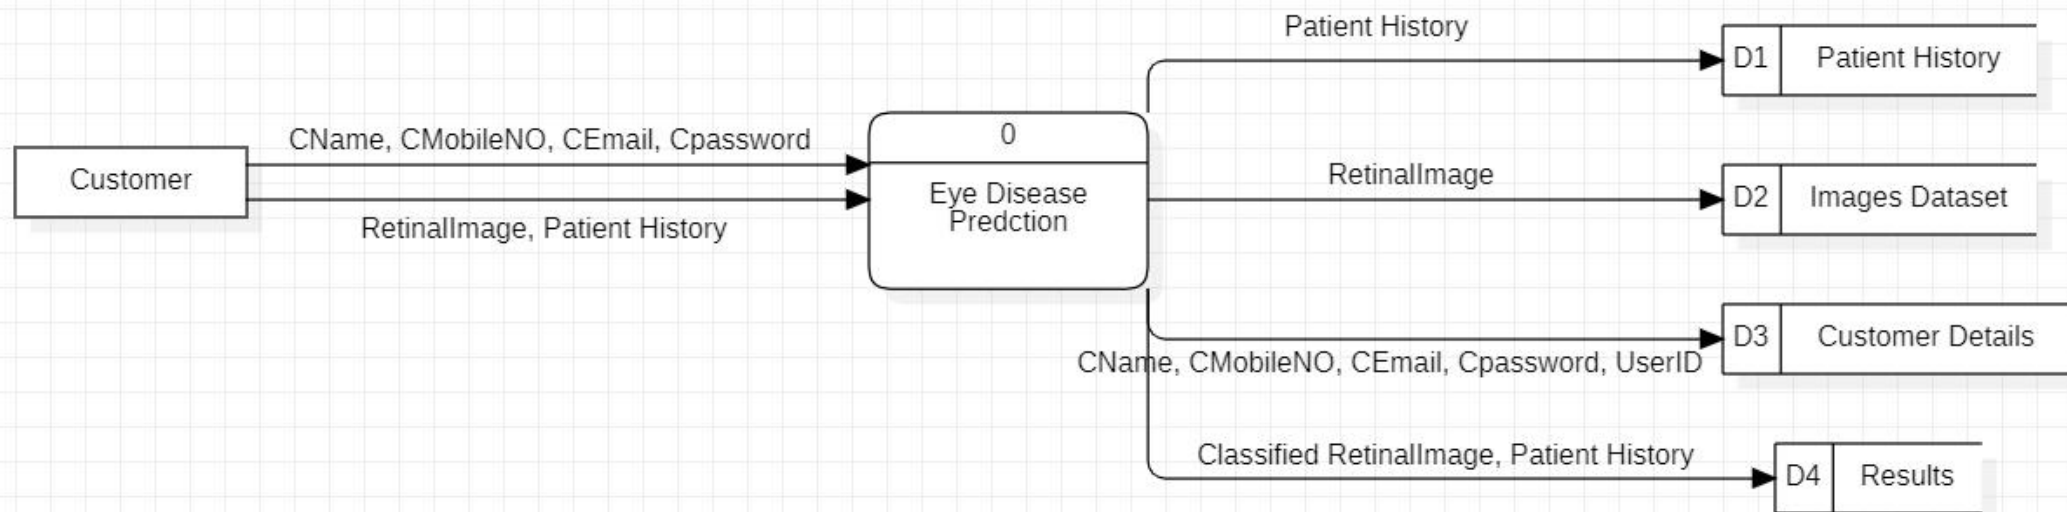 Patient History
D1
Patient History
CName, CMobileNO, CEmail, Cpassword
0
Customer
RetinalImage
D2
Images Dataset
Eye Disease
Predction
RetinalImage, Patient History
D3
Customer Details
CName, CMobileNO, CEmail, Cpassword, UserID
Classified RetinalImage, Patient History
D4
Results